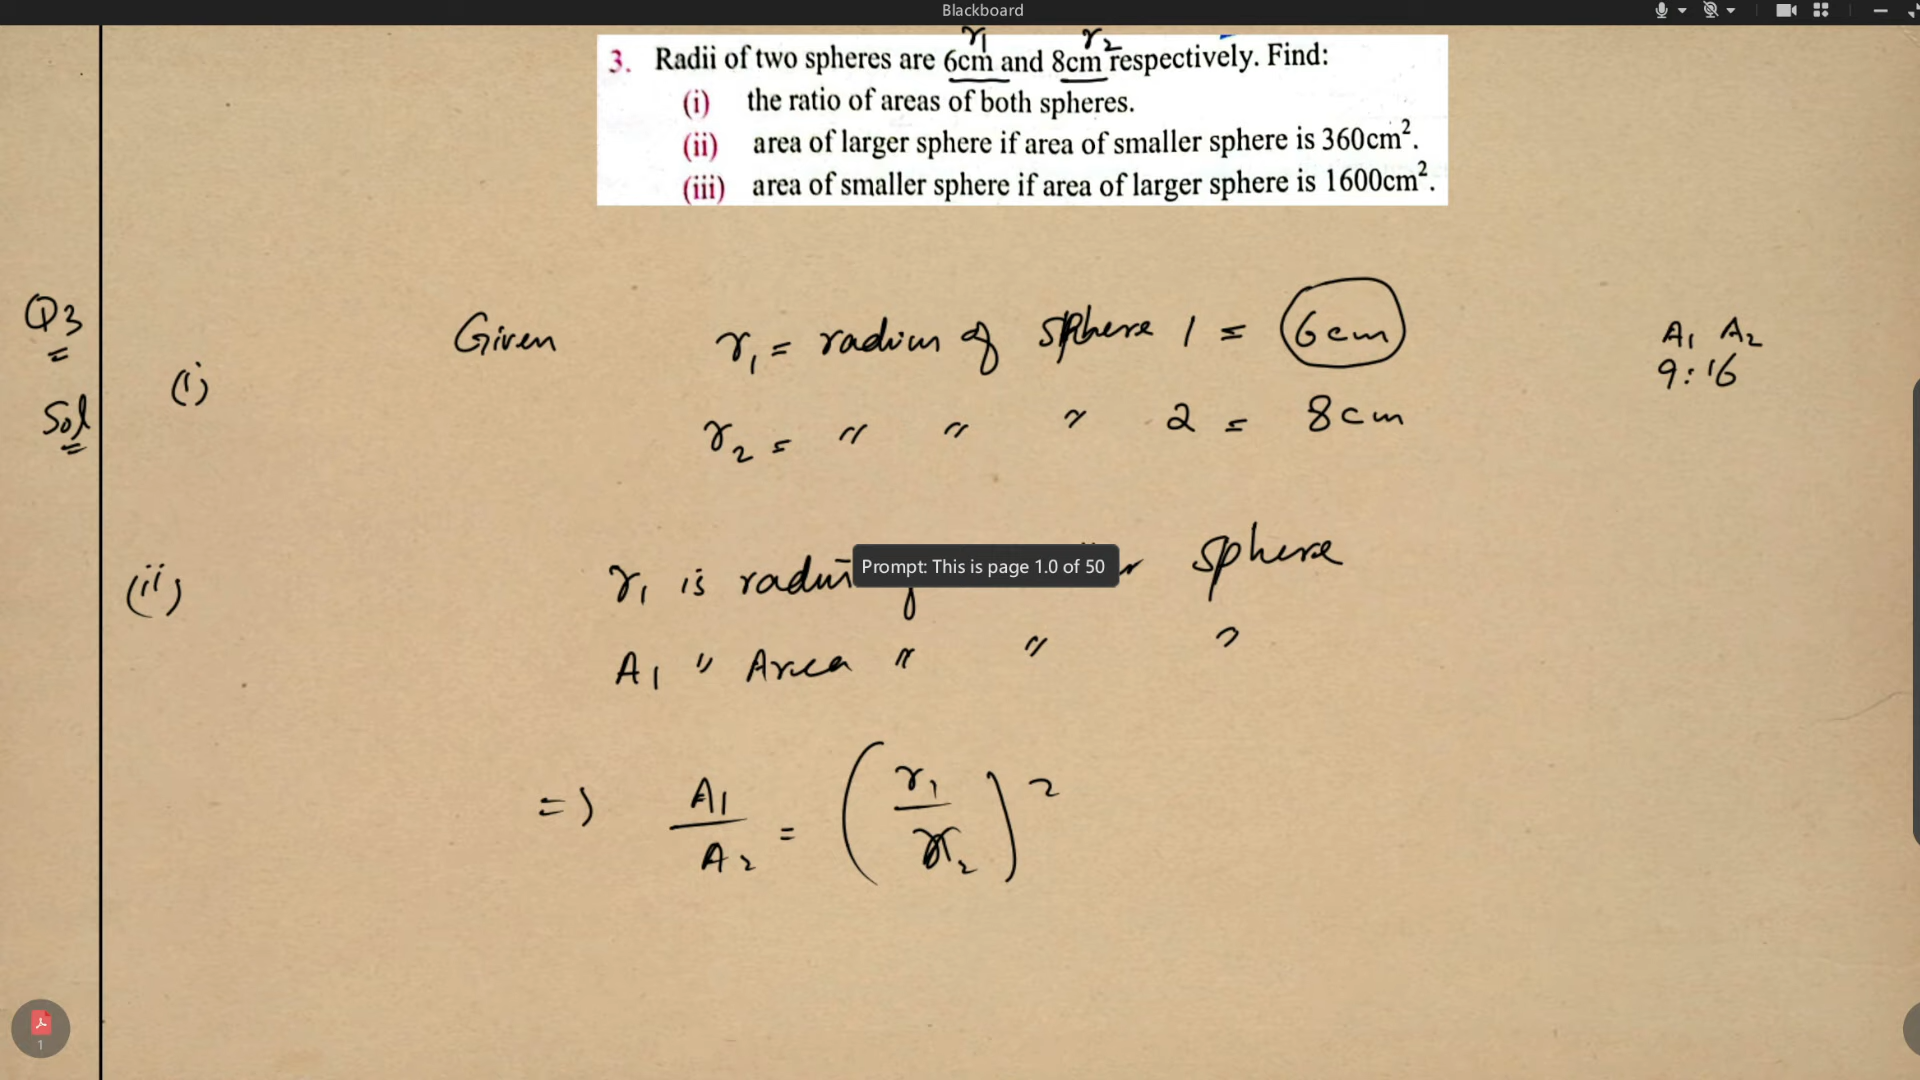 Blackboard
r1 r2
3. Radii of two spheres are 6cm and 8cm respectively. Find:
(i) the ratio of areas of both spheres.
(ii) area of larger sphere if area of smaller sphere is 360cm².
(iii) area of smaller sphere if area of larger sphere is 1600cm².
Q3
Sol
(i) Given r1 = radius of sphere 1 = 6cm
r2 = " " " 2 = 8cm
A1 A2
9:16
(ii) r1 is radius sphere
Prompt: This is page 1.0 of 50
A1 " Area " " "
=> A1/A2 = (r1/r2)²
1